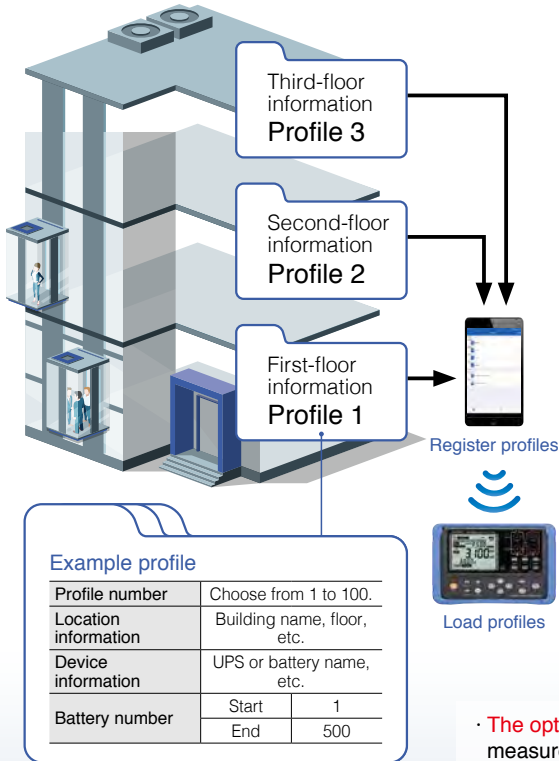 Third-floor
information
Profile 3
Second-floor
information
Profile 2
First-floor
information
Profile 1
Register profiles
Load profiles
Example profile
Profile number Choose from 1 to 100.
Location
information
Building name, floor,
etc.
Device
information
UPS or battery name,
etc.
Battery number
Start 1
End 500
· The opt
measure